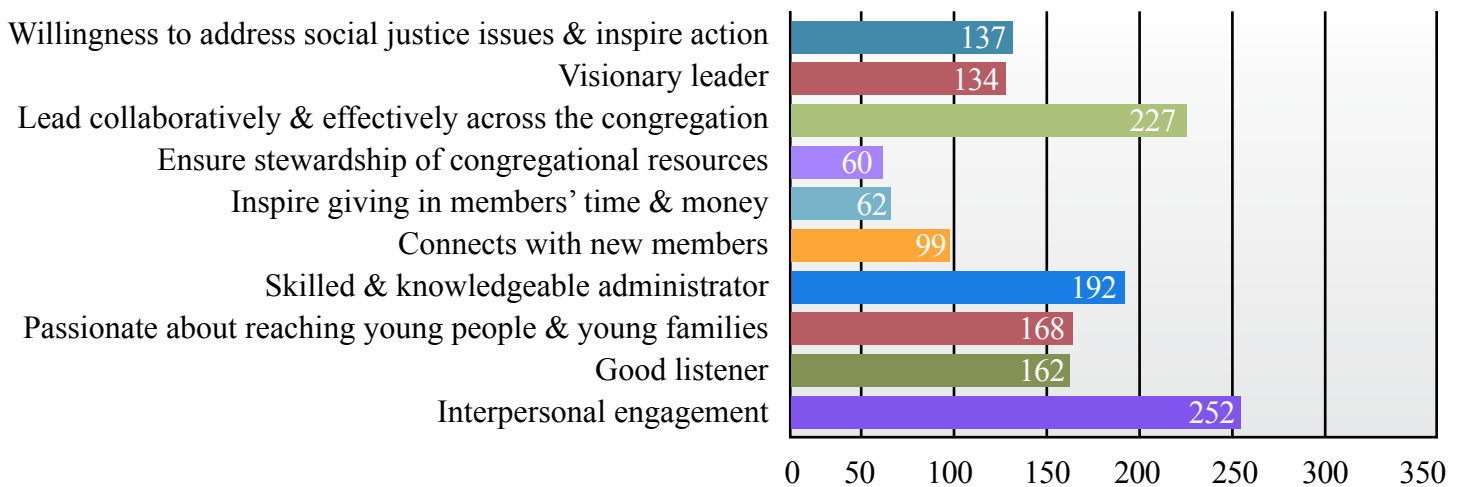 Willingness to address social justice issues & inspire action 137
Visionary leader 134
Lead collaboratively & effectively across the congregation 227
Ensure stewardship of congregational resources 60
Inspire giving in members’ time & money 62
Connects with new members 99
Skilled & knowledgeable administrator 192
Passionate about reaching young people & young families 168
Good listener 162
Interpersonal engagement 252
0 50 100 150 200 250 300 350